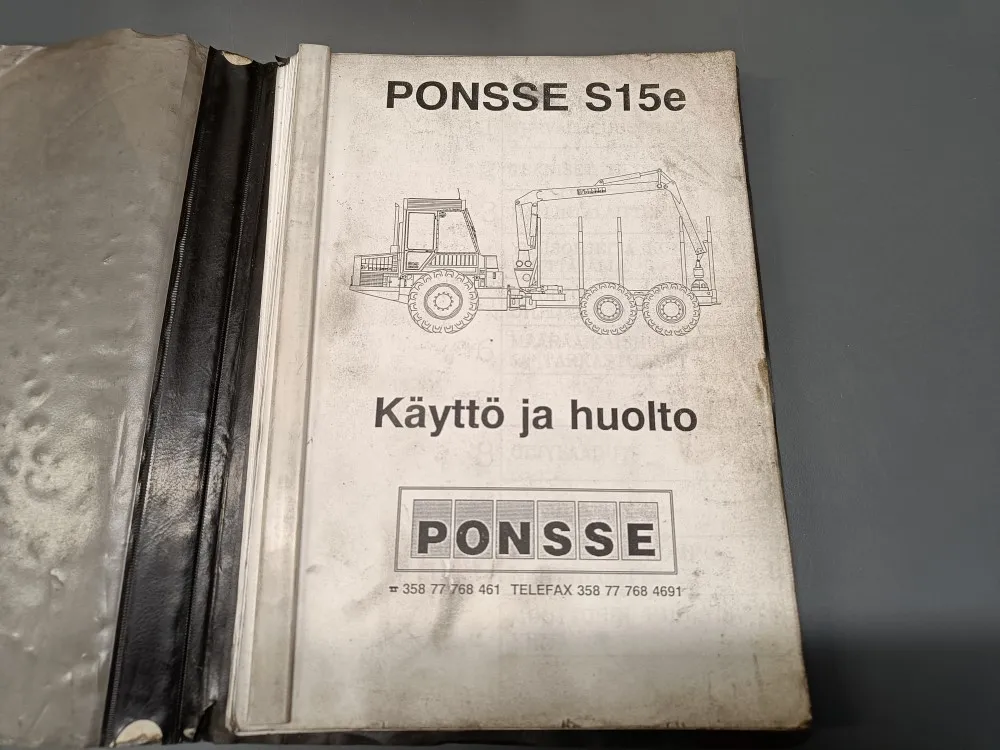 PONSSE S15e
Käyttö ja huolto
PONSSE
☎ 358 77 768 461 TELEFAX 358 77 768 4691